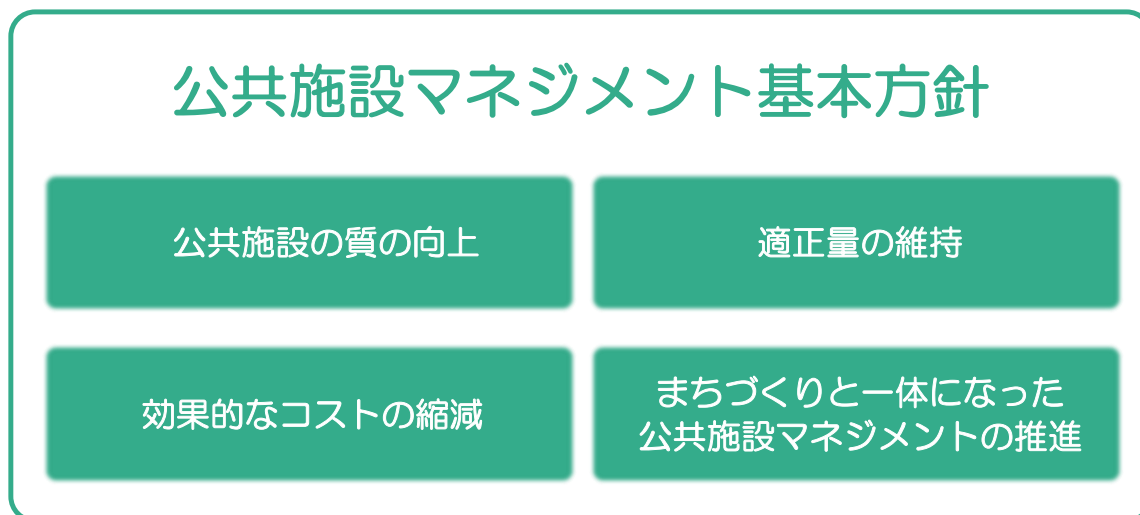 公共施設マネジメント基本方針
公共施設の質の向上
適正量の維持
効果的なコストの縮減
まちづくりと一体になった
公共施設マネジメントの推進